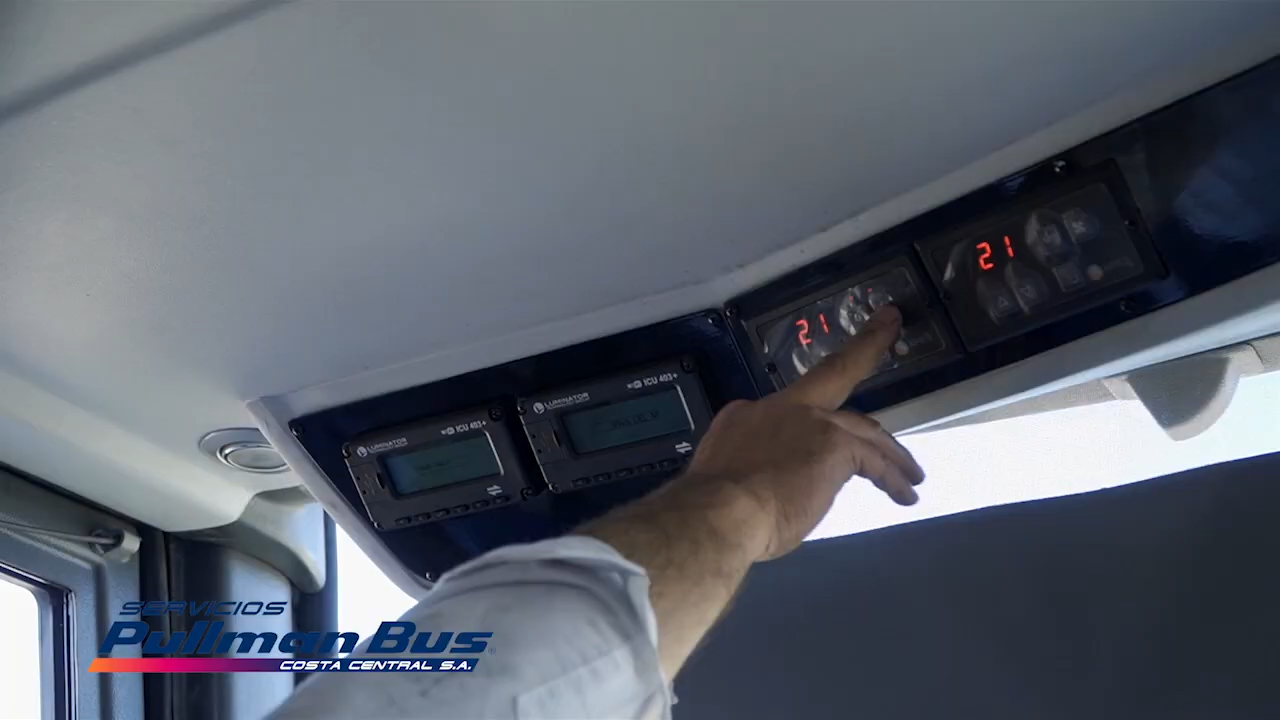 21
21
ICU 403+
LUMINATOR
ICU 403+
LUMINATOR
SERVICIOS
Pullman Bus
COSTA CENTRAL S.A.